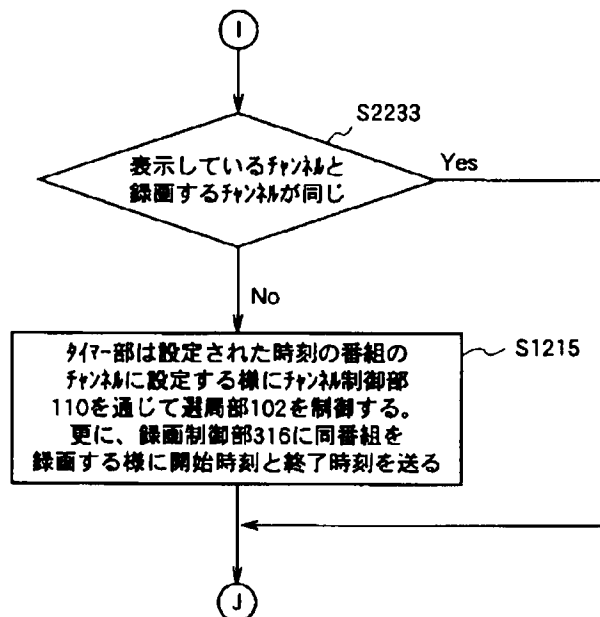 I
S2233
表示しているﾁｬﾝﾈﾙと
録画するﾁｬﾝﾈﾙが同じ
Yes
No
S1215
ﾀｲﾏｰ部は設定された時刻の番組の
ﾁｬﾝﾈﾙに設定する様にﾁｬﾝﾈﾙ制御部
110を通じて選局部102を制御する。
更に、録画制御部316に同番組を
録画する様に開始時刻と終了時刻を送る
J